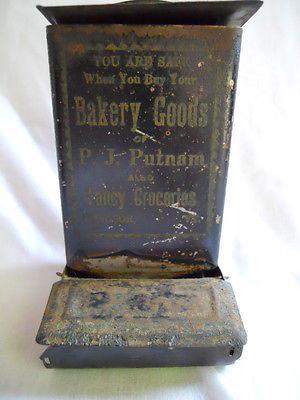 YOU ARE SAFE
When You Buy Your
Bakery Goods
OF
P. J. Putnam
ALSO
Fancy Groceries